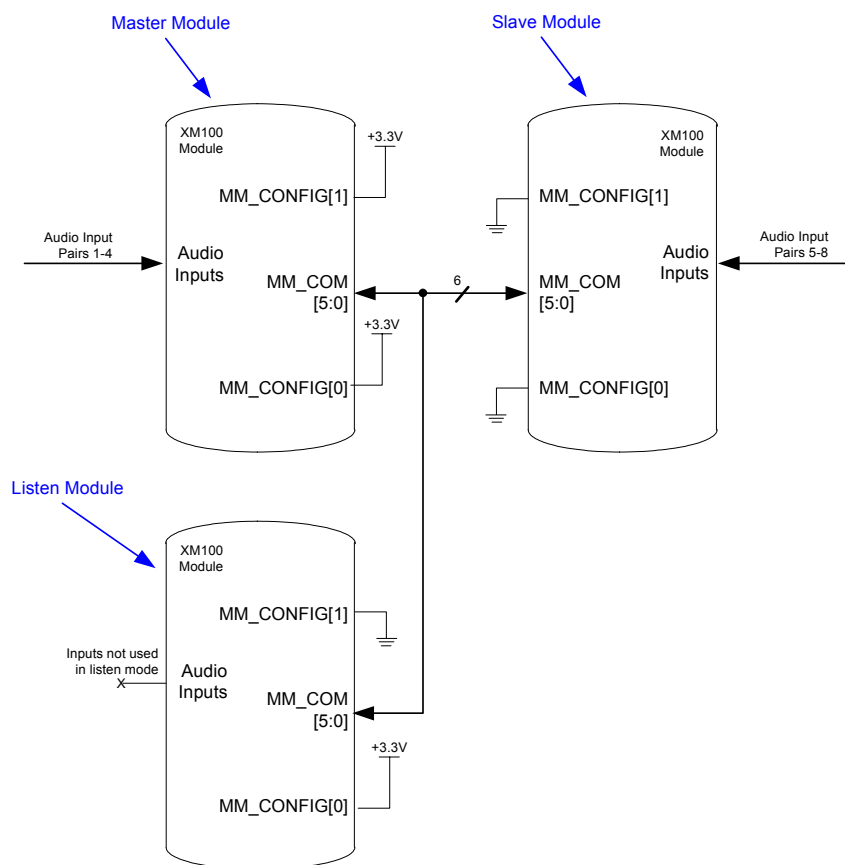 Master Module
Slave Module
XM100
Module
+3.3V
MM_CONFIG[1]
Audio Input
Pairs 1-4
Audio
Inputs
MM_COM
[5:0]
+3.3V
MM_CONFIG[0]
6
XM100
Module
MM_CONFIG[1]
Audio
Inputs
Audio Input
Pairs 5-8
MM_COM
[5:0]
MM_CONFIG[0]
Listen Module
XM100
Module
MM_CONFIG[1]
Inputs not used
in listen mode
X
Audio
Inputs
MM_COM
[5:0]
+3.3V
MM_CONFIG[0]